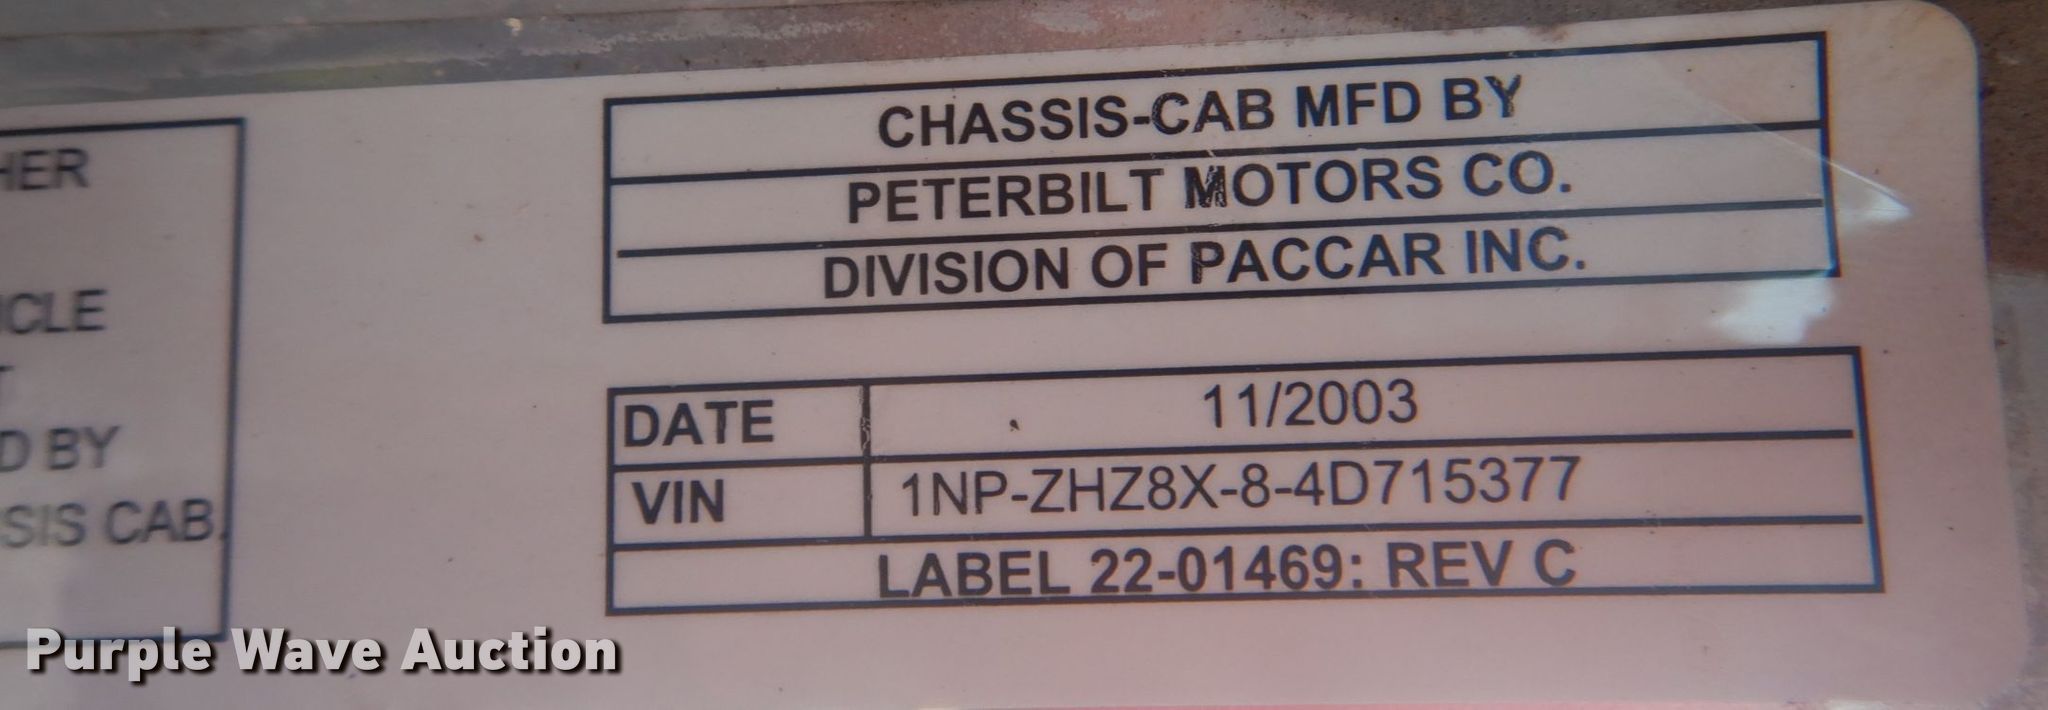 HER
ICLE
T
D BY
SIS CAB.
CHASSIS-CAB MFD BY
PETERBILT MOTORS CO.
DIVISION OF PACCAR INC.
DATE 11/2003
VIN 1NP-ZHZ8X-8-4D715377
LABEL 22-01469: REV C
Purple Wave Auction